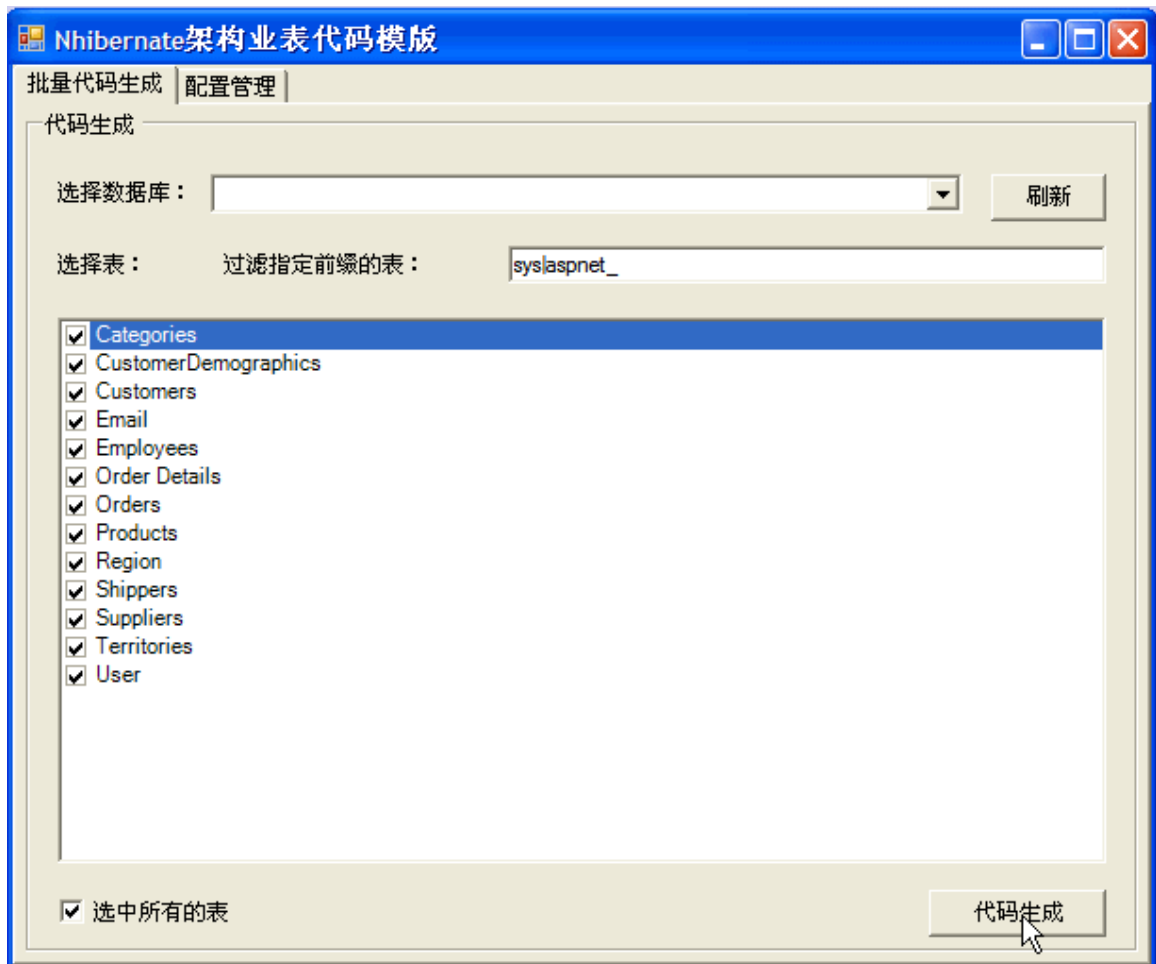 Nhibernate架构业表代码模版
批量代码生成 配置管理
代码生成
选择数据库： 刷新
选择表： 过滤指定前缀的表： sys|aspnet_
Categories
CustomerDemographics
Customers
Email
Employees
Order Details
Orders
Products
Region
Shippers
Suppliers
Territories
User
选中所有的表 代码生成